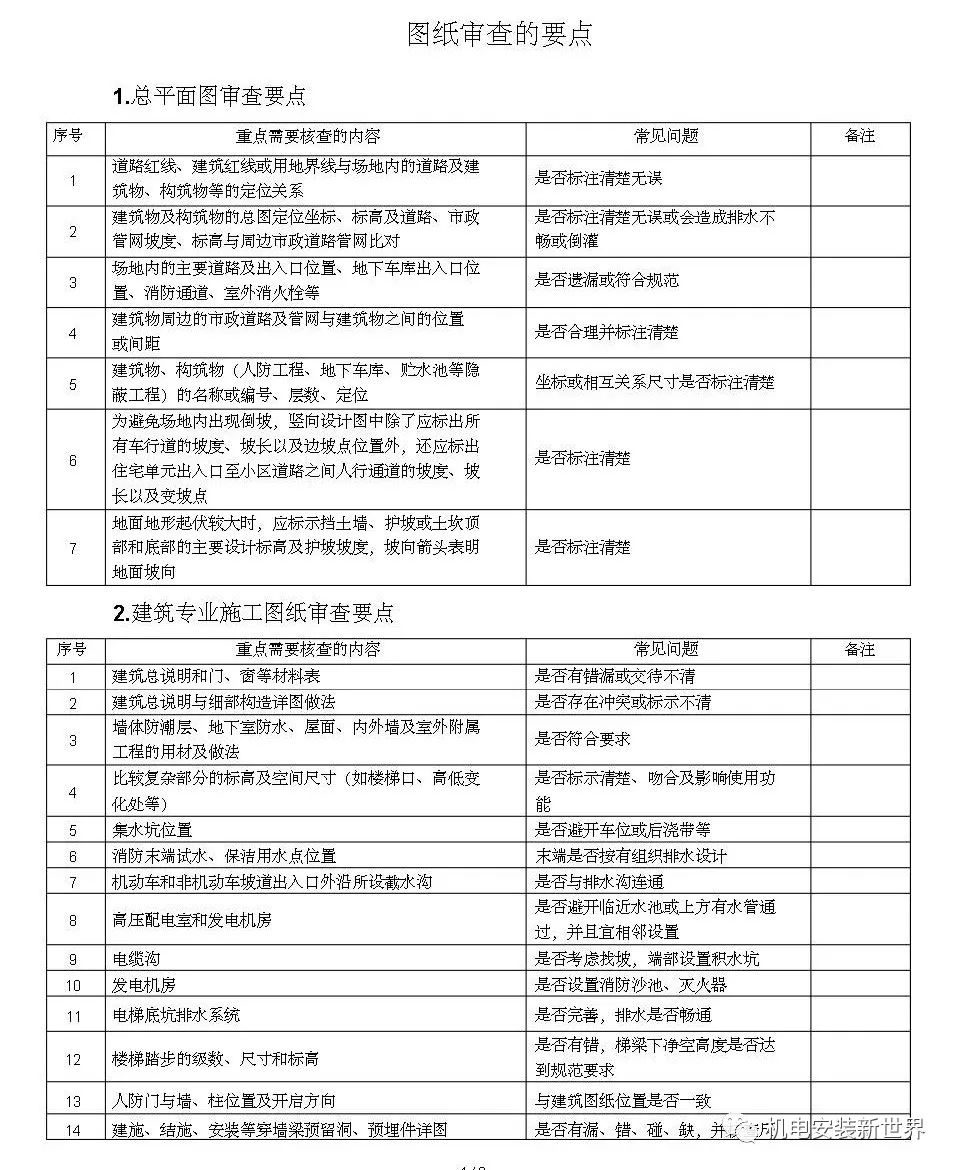 图纸审查的要点
1.总平面图审查要点
序号 重点需要核查的内容 常见问题 备注
1 道路红线、建筑红线或用地界线与场地内的道路及建
筑物、构筑物等的定位关系 是否标注清楚无误
2 建筑物及构筑物的总图定位坐标、标高及道路、市政
管网坡度、标高与周边市政道路管网比对 是否标注清楚无误或会造成排水不
畅或倒灌
3 场地内的主要道路及出入口位置、地下车库出入口位
置、消防通道、室外消火栓等 是否遗漏或符合规范
4 建筑物周边的市政道路及管网与建筑物之间的位置
或间距 是否合理并标注清楚
5 建筑物、构筑物（人防工程、地下车库、贮水池等隐
蔽工程）的名称或编号、层数、定位 坐标或相互关系尺寸是否标注清楚
6 为避免场地内出现倒坡，竖向设计图中除了应标出所
有车行道的坡度、坡长以及边坡点位置外，还应标出
住宅单元出入口至小区道路之间人行通道的坡度、坡
长以及变坡点 是否标注清楚
7 地面地形起伏较大时，应标示挡土墙、护坡或土坎顶
部和底部的主要设计标高及护坡坡度，坡向箭头表明
地面坡向 是否标注清楚
2.建筑专业施工图纸审查要点
序号 重点需要核查的内容 常见问题 备注
1 建筑总说明和门、窗等材料表 是否有错漏或交待不清
2 建筑总说明与细部构造详图做法 是否存在冲突或标示不清
3 墙体防潮层、地下室防水、屋面、内外墙及室外附属
工程的用材及做法 是否符合要求
4 比较复杂部分的标高及空间尺寸（如楼梯口、高低变
化处等） 是否标示清楚、吻合及影响使用功
能
5 集水坑位置 是否避开车位或后浇带等
6 消防末端试水、保洁用水点位置 末端是否按有组织排水设计
7 机动车和非机动车坡道出入口外沿所设截水沟 是否与排水沟连通
8 高压配电室和发电机房 是否避开临近水池或上方有水管通
过，并且宜相邻设置
9 电缆沟 是否考虑找坡，端部设置积水坑
10 发电机房 是否设置消防沙池、灭火器
11 电梯底坑排水系统 是否完善，排水是否畅通
12 楼梯踏步的级数、尺寸和标高 是否有错，梯梁下净空高度是否达
到规范要求
13 人防门与墙、柱位置及开启方向 与建筑图纸位置是否一致
14 建施、结施、安装等穿墙梁预留洞、预埋件详图 是否有漏、错、碰、缺，并
机电安装新世界